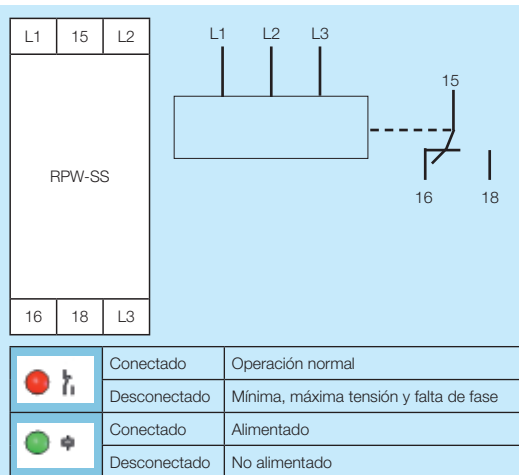 L1 15 L2
RPW-SS
16 18 L3
L1 L2 L3
15
16 18
Conectado Operación normal
Desconectado Mínima, máxima tensión y falta de fase
Conectado Alimentado
Desconectado No alimentado